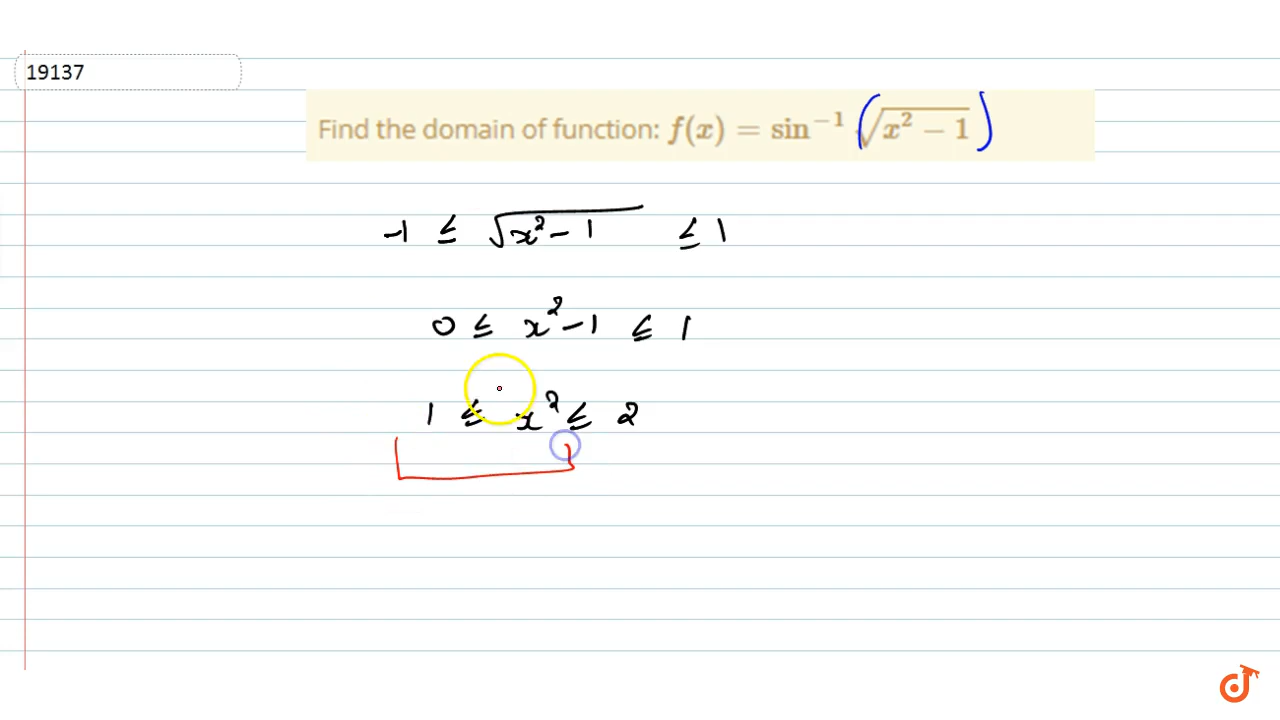 19137
Find the domain of function: f(x) = sin⁻¹ (√(x² − 1))
-1 ≤ √(x² − 1) ≤ 1
0 ≤ x² − 1 ≤ 1
1 ≤ x² ≤ 2